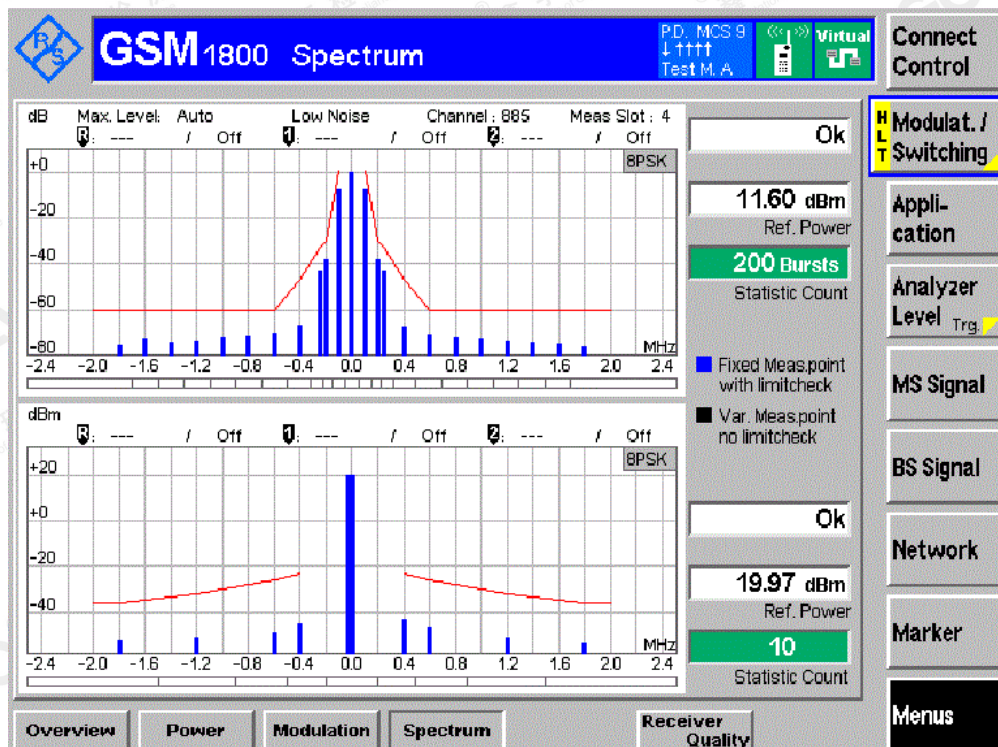 R S
GSM 1800 Spectrum
P.D. MCS 9
↓ ↑↑↑↑
Test M. A
Virtual
Connect Control
dB Max. Level: Auto Low Noise Channel : 885 Meas Slot : 4
R: --- / Off 1: --- / Off 2: --- / Off
8PSK
+0
-20
-40
-60
-80
MHz
-2.4 -2.0 -1.6 -1.2 -0.8 -0.4 0.0 0.4 0.8 1.2 1.6 2.0 2.4
Ok
11.60 dBm
Ref. Power
200 Bursts
Statistic Count
Fixed Meas.point
with limitcheck
Var. Meas.point
no limitcheck
dBm
R: --- / Off 1: --- / Off 2: --- / Off
8PSK
+20
+0
-20
-40
MHz
-2.4 -2.0 -1.6 -1.2 -0.8 -0.4 0.0 0.4 0.8 1.2 1.6 2.0 2.4
Ok
19.97 dBm
Ref. Power
10
Statistic Count
HLT
Modulat. /
Switching
Appli-
cation
Analyzer
Level Trg.
MS Signal
BS Signal
Network
Marker
Menus
Overview
Power
Modulation
Spectrum
Receiver
Quality